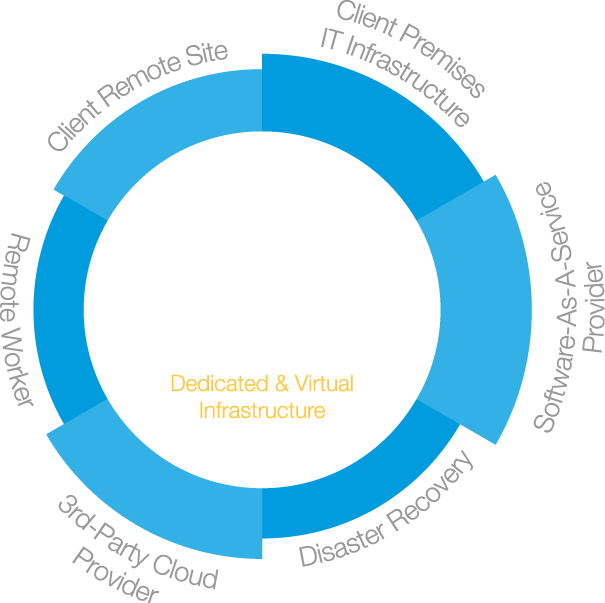 Client Premises
IT Infrastructure
Software-As-A-Service
Provider
Disaster Recovery
3rd-Party Cloud
Provider
Remote Worker
Client Remote Site
Dedicated & Virtual
Infrastructure